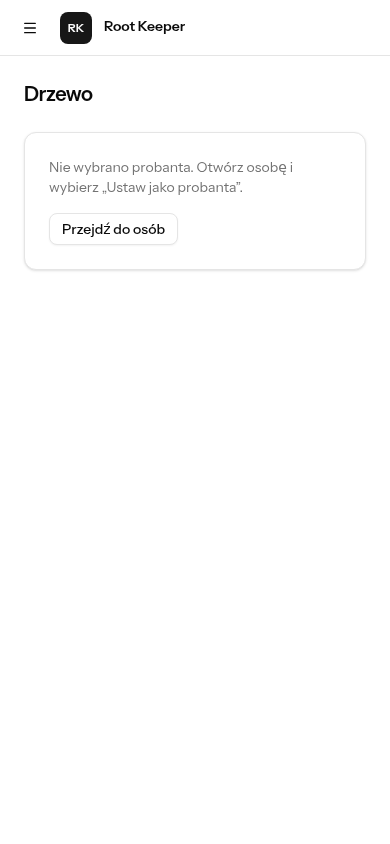 RK
Root Keeper
Drzewo
Nie wybrano probanta. Otwórz osobę i
wybierz „Ustaw jako probanta”.
Przejdź do osób